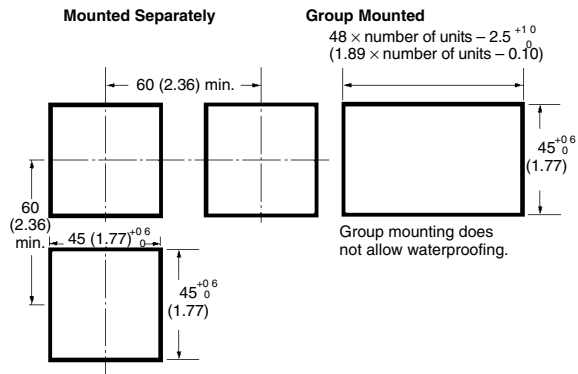 Mounted Separately
Group Mounted
48 × number of units – 2.5 +1 0 0
(1.89 × number of units – 0.10)
60 (2.36) min.
45 +0 6 0
(1.77)
60
(2.36)
min.
45 (1.77) +0 6 0
Group mounting does
not allow waterproofing.
45 +0 6 0
(1.77)